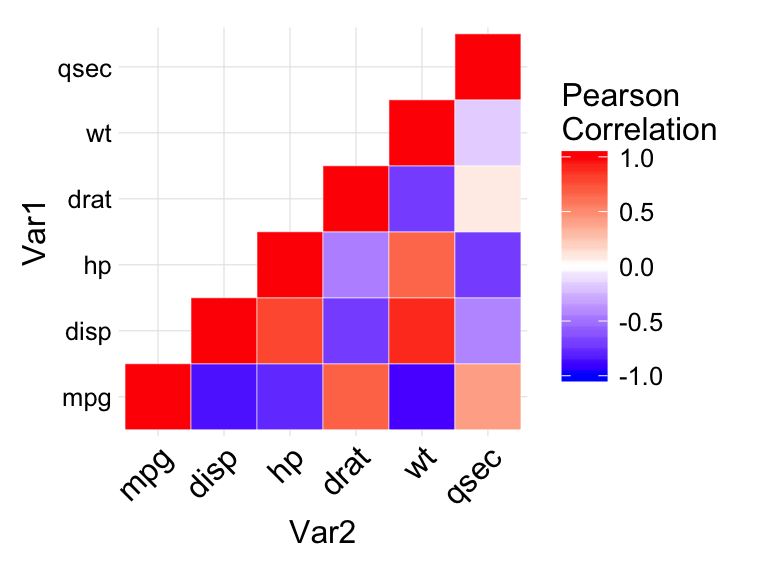 qsec
wt
drat
hp
disp
mpg
Var1
mpg
disp
hp
drat
wt
qsec
Var2
Pearson
Correlation
1.0
0.5
0.0
-0.5
-1.0